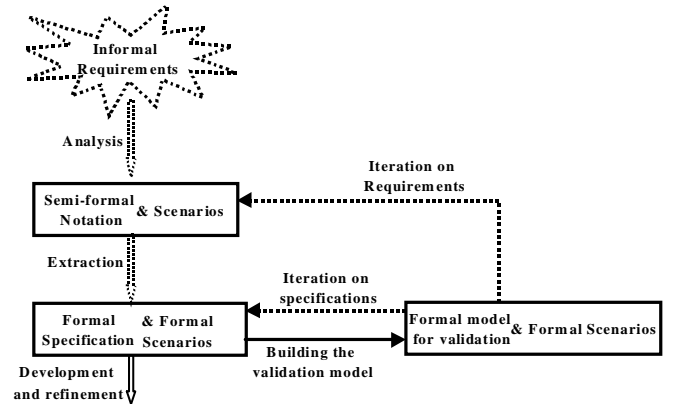 Informal
Requirements
Analysis
Iteration on
Requirements
Semi-formal
Notation & Scenarios
Extraction
Iteration on
specifications
Formal & Formal
Specification Scenarios
Formal model
for validation & Formal Scenarios
Building the
validation model
Development
and refinement